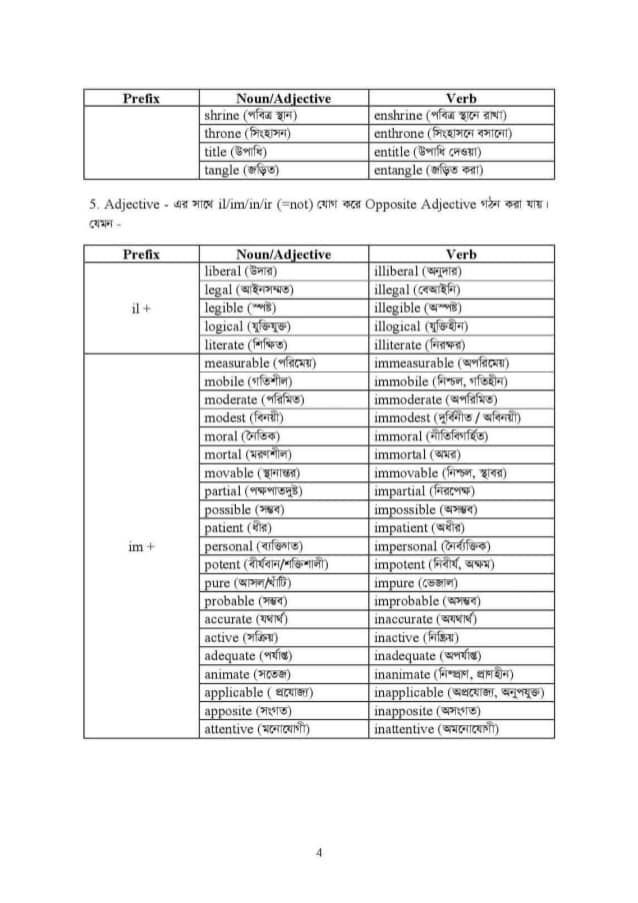 Prefix Noun/Adjective Verb
shrine (পবিত্র স্থান) enshrine (পবিত্র স্থানে রাখা)
throne (সিংহাসন) enthrone (সিংহাসনে বসানো)
title (উপাধি) entitle (উপাধি দেওয়া)
tangle (জড়িত) entangle (জড়িত করা)
5. Adjective - এর সাথে il/im/in/ir (=not) যোগ করে Opposite Adjective গঠন করা যায়।
যেমন -
Prefix Noun/Adjective Verb
liberal (উদার) illiberal (অনুদার)
legal (আইনসম্মত) illegal (বেআইনি)
il + legible (স্পষ্ট) illegible (অস্পষ্ট)
logical (যুক্তিযুক্ত) illogical (যুক্তিহীন)
literate (শিক্ষিত) illiterate (নিরক্ষর)
measurable (পরিমেয়) immeasurable (অপরিমেয়)
mobile (গতিশীল) immobile (নিশ্চল, গতিহীন)
moderate (পরিমিত) immoderate (অপরিমিত)
modest (বিনয়ী) immodest (দুর্বিনীত / অবিনয়ী)
moral (নৈতিক) immoral (নীতিবিগর্হিত)
mortal (মরণশীল) immortal (অমর)
movable (স্থানান্তর) immovable (নিশ্চল, স্থাবর)
partial (পক্ষপাতদুষ্ট) impartial (নিরপেক্ষ)
possible (সম্ভব) impossible (অসম্ভব)
patient (ধীর) impatient (অধীর)
im + personal (ব্যক্তিগত) impersonal (নৈর্ব্যক্তিক)
potent (বীর্যবান/শক্তিশালী) impotent (নিবীর্য, অক্ষম)
pure (আসল/খাঁটি) impure (ভেজাল)
probable (সম্ভব) improbable (অসম্ভব)
accurate (যথার্থ) inaccurate (অযথার্থ)
active (সক্রিয়) inactive (নিষ্ক্রিয়)
adequate (পর্যাপ্ত) inadequate (অপর্যাপ্ত)
animate (সতেজ) inanimate (নিষ্প্রাণ, প্রাণহীন)
applicable ( প্রযোজ্য) inapplicable (অপ্রযোজ্য, অনুপযুক্ত)
apposite (সংগত) inapposite (অসংগত)
attentive (মনোযোগী) inattentive (অমনোযোগী)
4